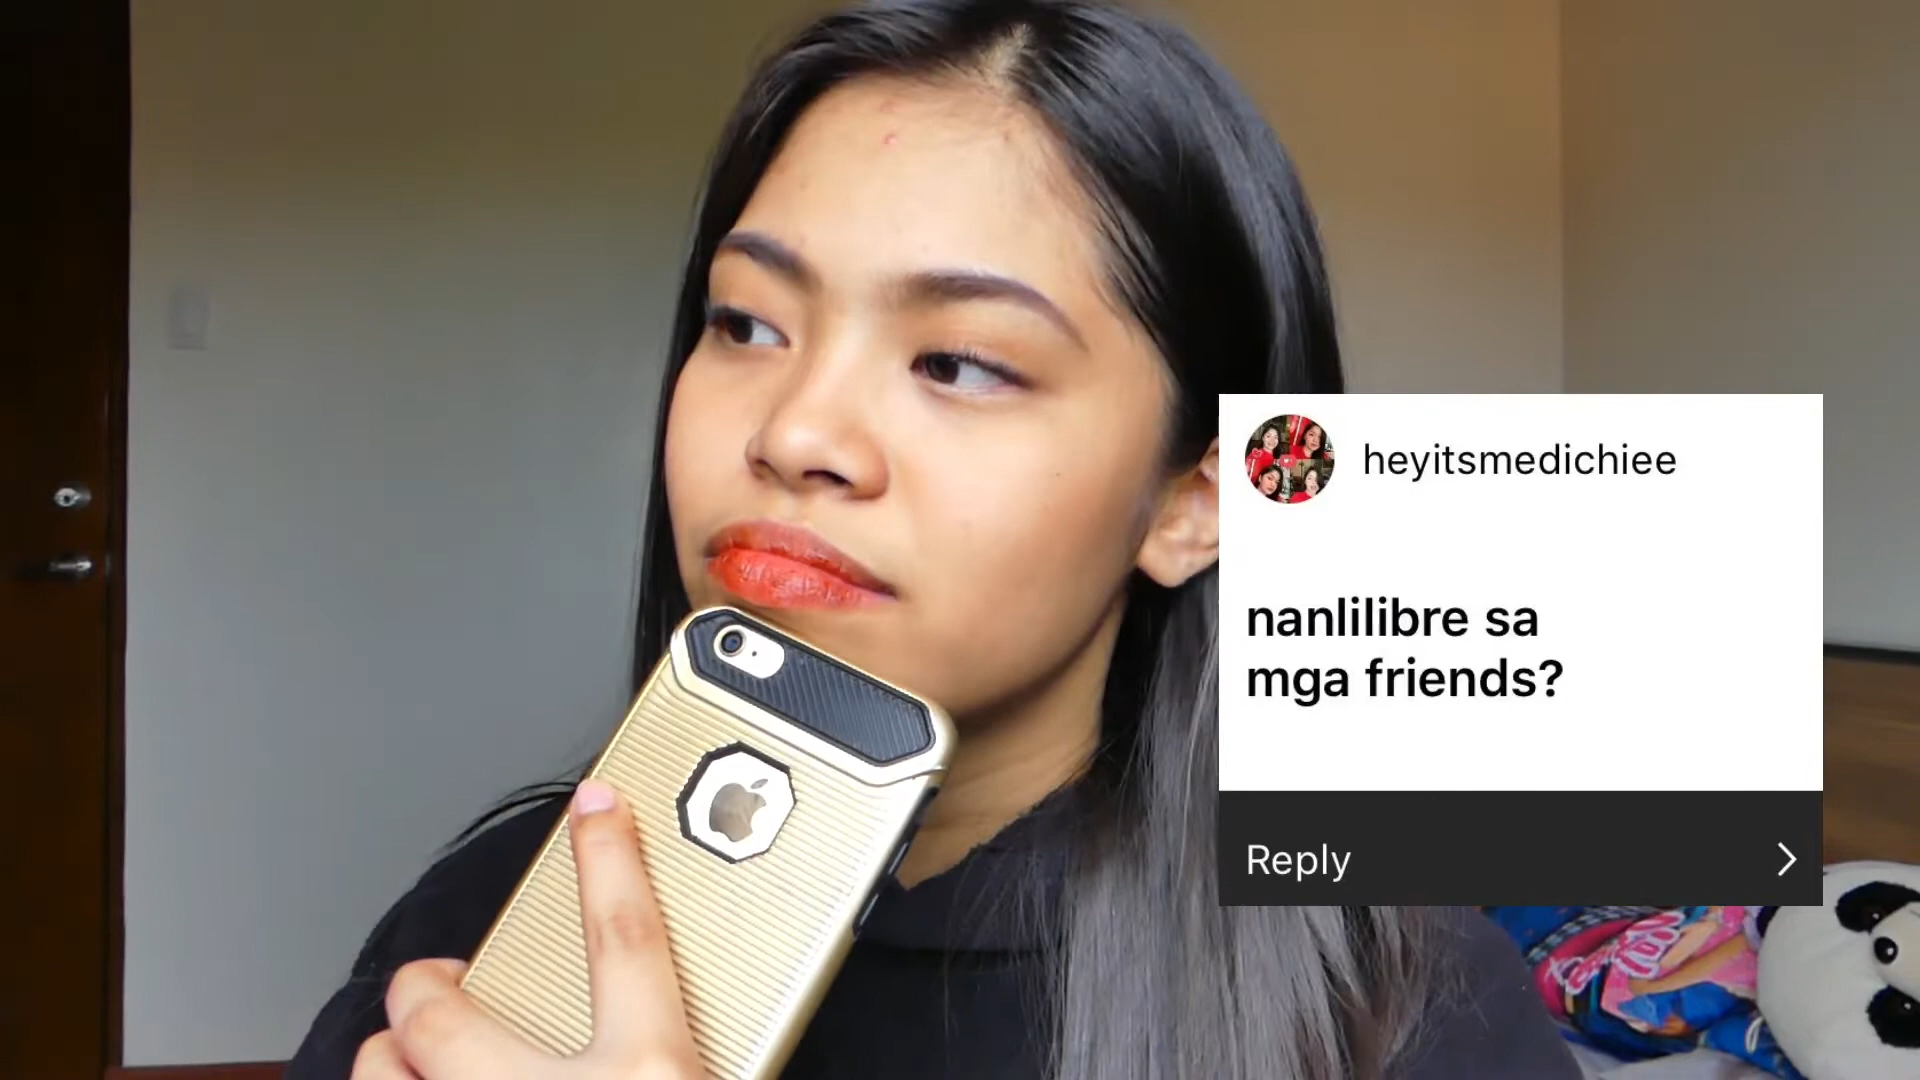 heyitsmedichiee
nanlilibre sa
mga friends?
Reply